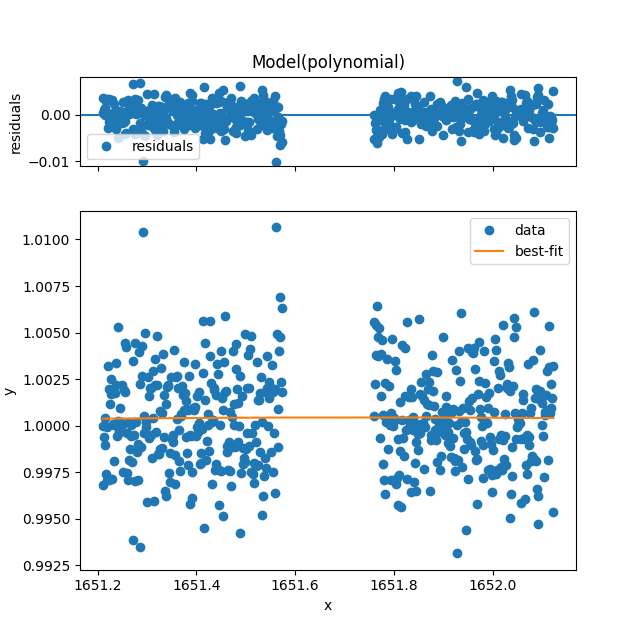 Model(polynomial)
residuals
0.00
−0.01
residuals
y
1.0100
1.0075
1.0050
1.0025
1.0000
0.9975
0.9950
0.9925
data
best-fit
1651.2 1651.4 1651.6 1651.8 1652.0
x